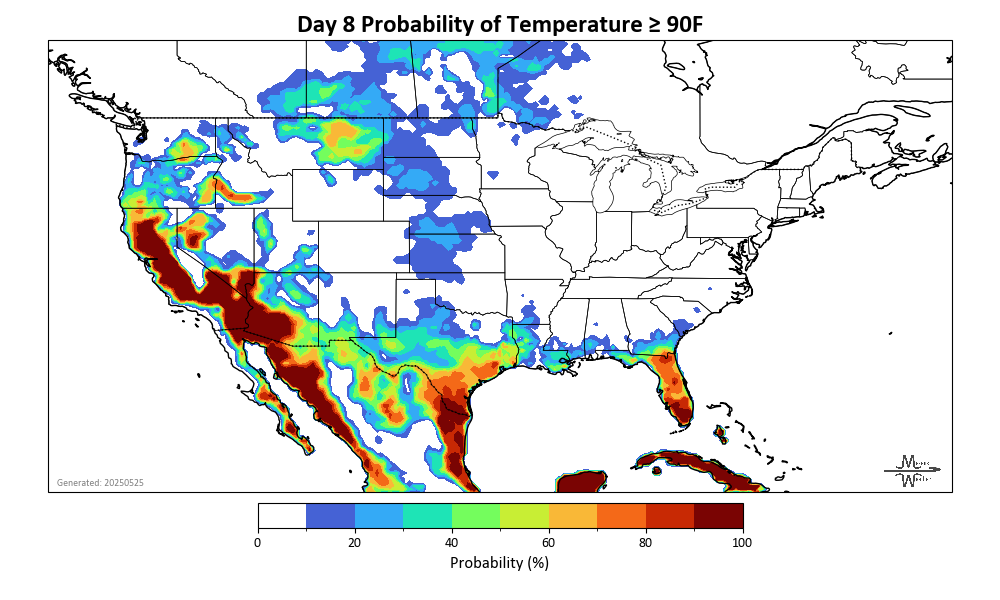 Day 8 Probability of Temperature ≥ 90F
Generated: 20250525
0 20 40 60 80 100
Probability (%)